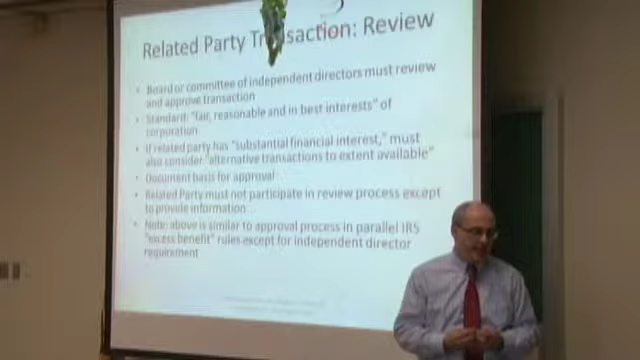 Related Party Transaction: Review
• Board or committee of independent directors must review
and approve transaction
• Standard: "fair, reasonable and in best interests" of
corporation
• If related party has "substantial financial interest," must
also consider "alternative transactions to extent available"
• Document basis for approval
• Related Party must not participate in review process except
to provide information
• Note: above is similar to approval process in parallel IRS
"excess benefit" rules except for independent director
requirement